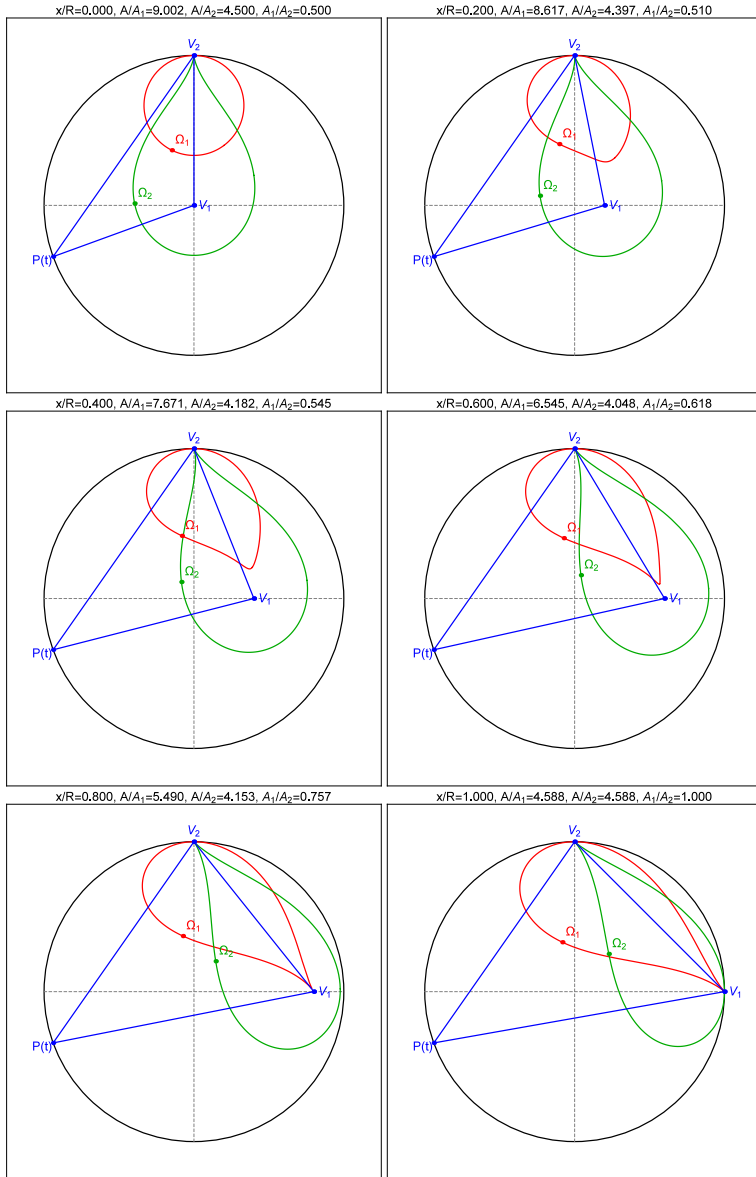 x/R=0.000, A/A₁=9.002, A/A₂=4.500, A₁/A₂=0.500
V₂
Ω₁
Ω₂
V₁
P(t)
x/R=0.200, A/A₁=8.617, A/A₂=4.397, A₁/A₂=0.510
V₂
Ω₁
Ω₂
V₁
P(t)
x/R=0.400, A/A₁=7.671, A/A₂=4.182, A₁/A₂=0.545
V₂
Ω₁
Ω₂
V₁
P(t)
x/R=0.600, A/A₁=6.545, A/A₂=4.048, A₁/A₂=0.618
V₂
Ω₁
Ω₂
V₁
P(t)
x/R=0.800, A/A₁=5.490, A/A₂=4.153, A₁/A₂=0.757
V₂
Ω₁
Ω₂
V₁
P(t)
x/R=1.000, A/A₁=4.588, A/A₂=4.588, A₁/A₂=1.000
V₂
Ω₁
Ω₂
V₁
P(t)